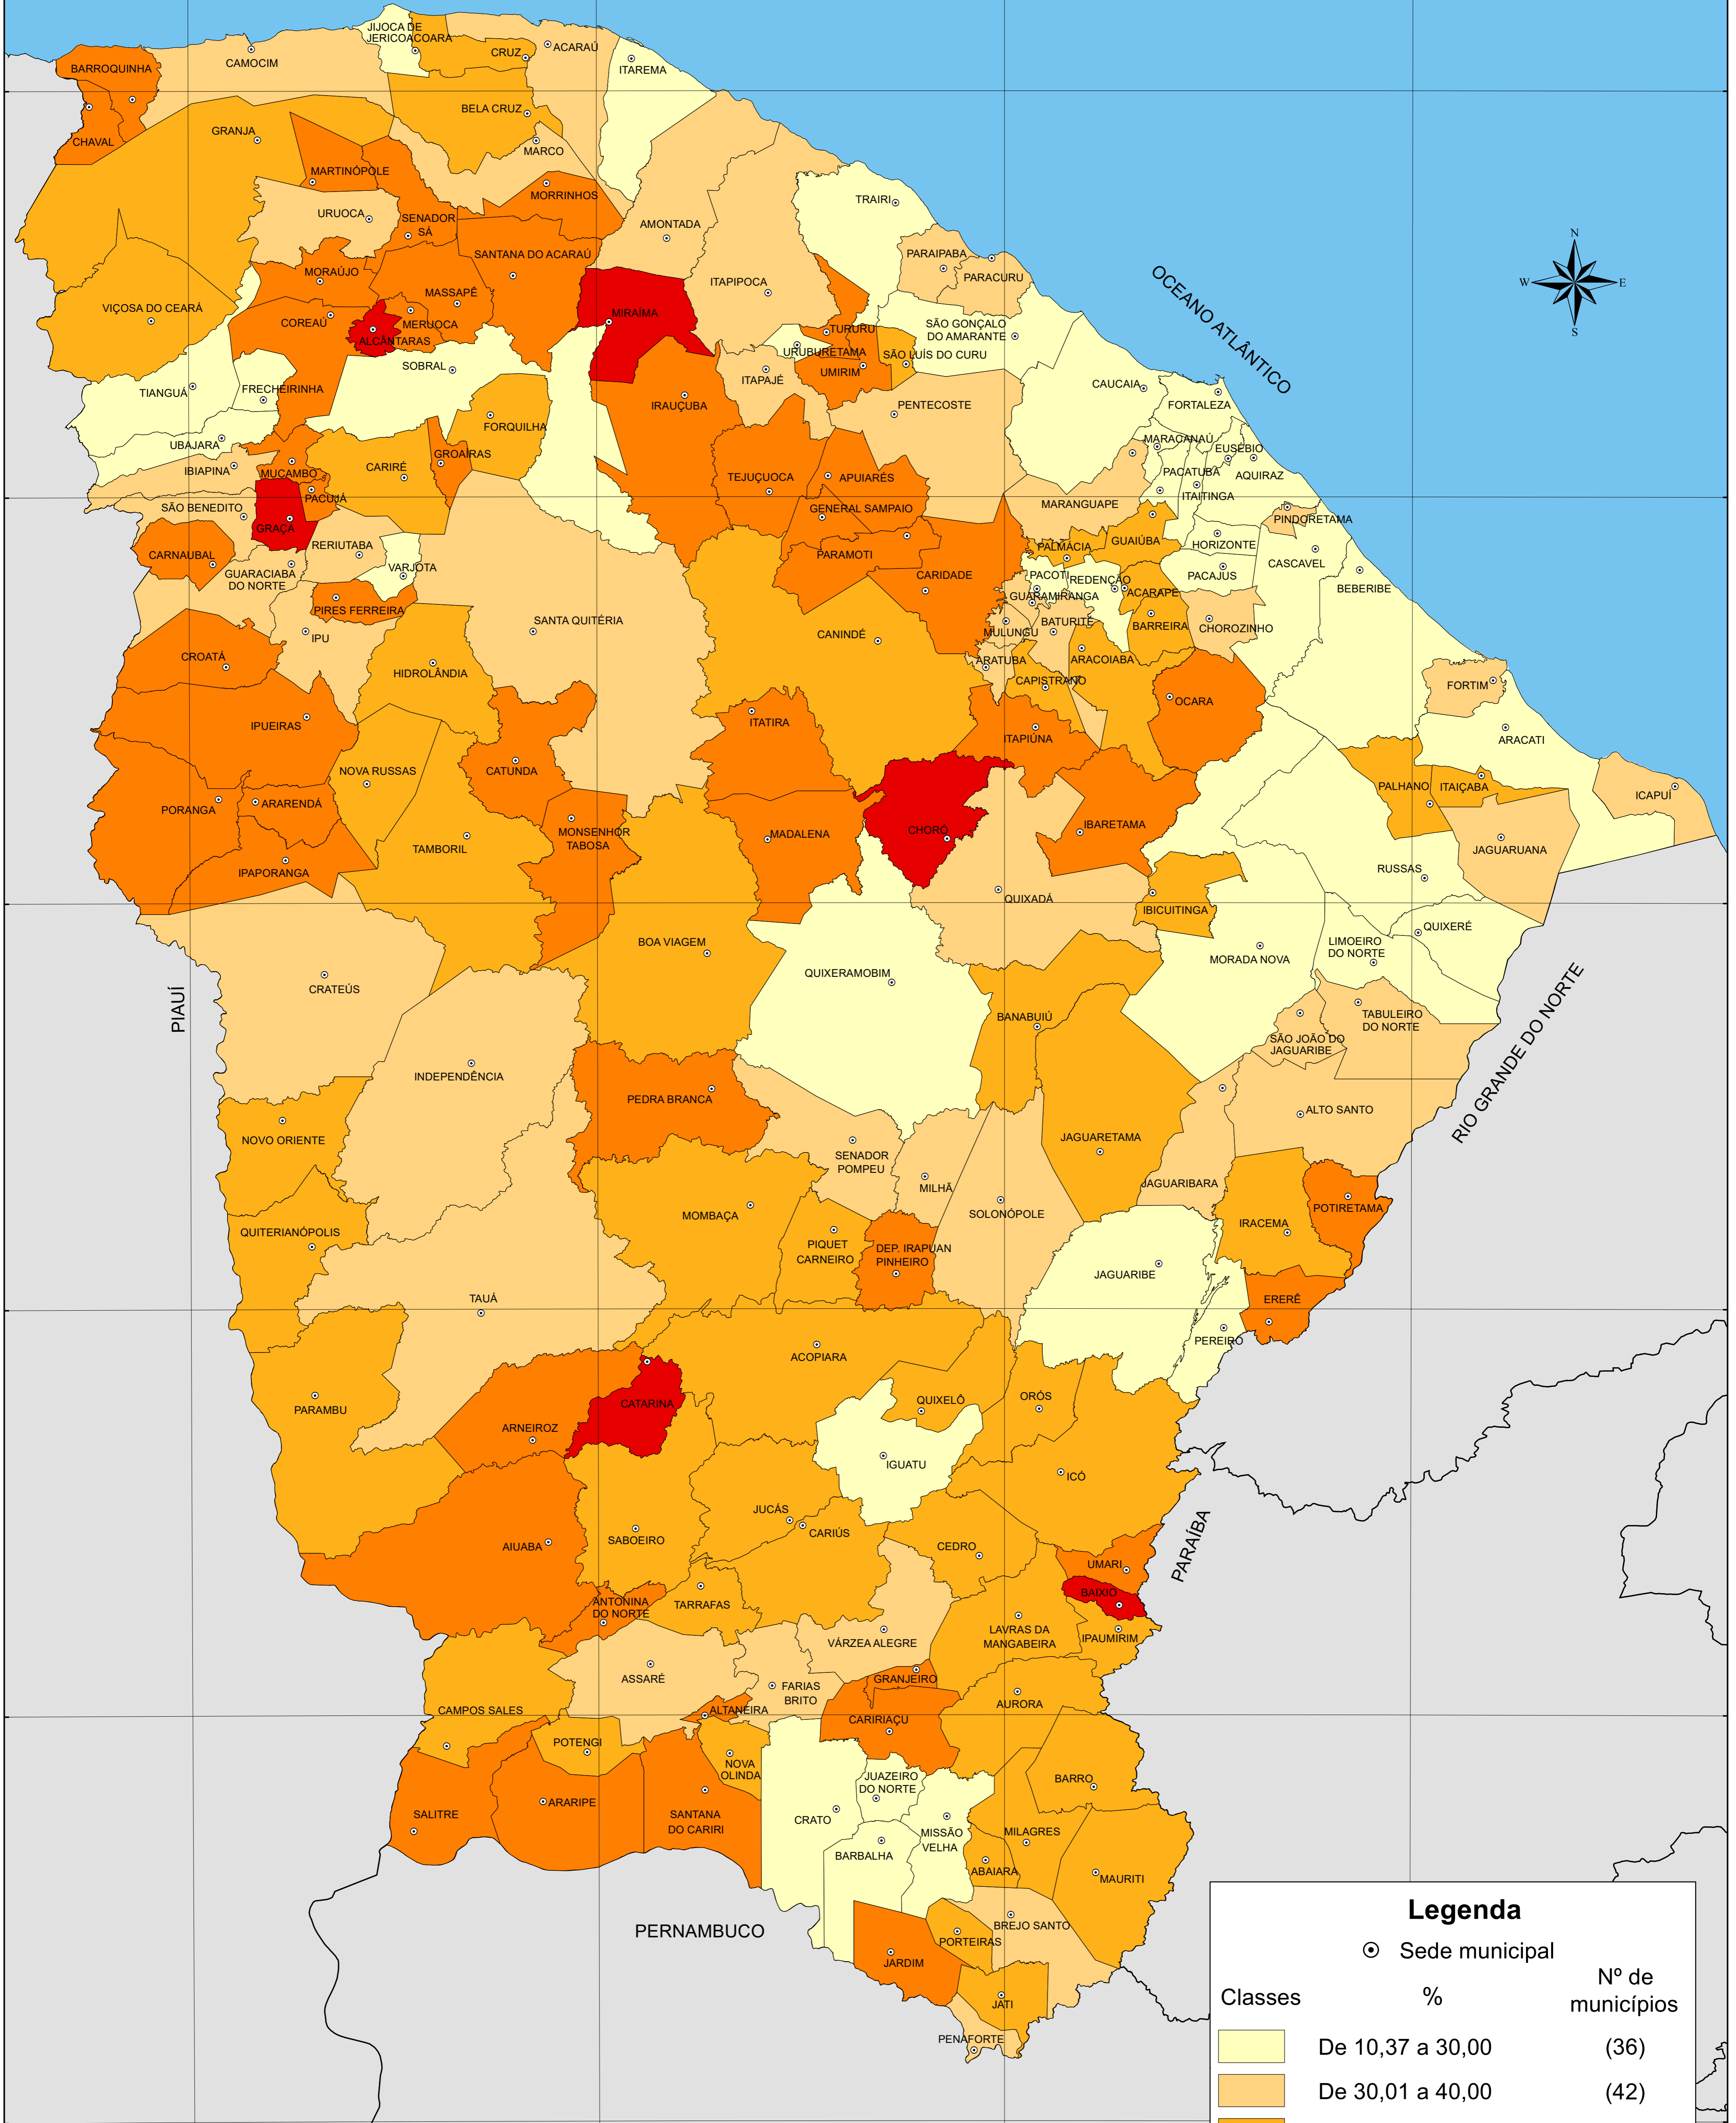 JIJOCA DE
JERICOACOARA
CRUZ
ACARAÚ
ITAREMA
BARROQUINHA
CAMOCIM
CHAVAL
GRANJA
BELA CRUZ
MARCO
MARTINÓPOLE
MORRINHOS
URUOCA
SENADOR
SÁ
AMONTADA
TRAIRI
N
W
E
S
SANTANA DO ACARAÚ
MORAÚJO
MASSAPÊ
ITAPIPOCA
PARAIPABA
PARACURU
OCEANO ATLÂNTICO
VIÇOSA DO CEARÁ
COREAÚ
MERUOCA
ALCÂNTARAS
MIRAÍMA
TURURU
URUBURETAMA
SÃO GONÇALO
DO AMARANTE
SÃO LUÍS DO CURU
UMIRIM
SOBRAL
ITAPAJÉ
TIANGUÁ
FRECHEIRINHA
IRAUÇUBA
PENTECOSTE
CAUCAIA
FORTALEZA
FORQUILHA
UBAJARA
MARACANAÚ
EUSÉBIO
IBIAPINA
MUCAMBO
CARIRÉ
GROAÍRAS
TEJUÇUOCA
APUIARÉS
PACATUBA
AQUIRAZ
ITAITINGA
PACUJÁ
SÃO BENEDITO
GRAÇA
GENERAL SAMPAIO
MARANGUAPE
PINDORETAMA
CARNAUBAL
RERIUTABA
VARJOTA
PARAMOTI
PALMÁCIA
GUAIÚBA
HORIZONTE
CASCAVEL
GUARACIABA
DO NORTE
CARIDADE
PACOTI
REDENÇÃO
PACAJUS
BEBERIBE
PIRES FERREIRA
GUARAMIRANGA
ACARAPE
IPU
SANTA QUITÉRIA
CANINDÉ
MULUNGU
BATURITÉ
BARREIRA
CHOROZINHO
CROATÁ
HIDROLÂNDIA
ARATUBA
ARACOIABA
CAPISTRANO
FORTIM
OCARA
IPUEIRAS
ITATIRA
ITAPIÚNA
ARACATI
NOVA RUSSAS
CATUNDA
PALHANO
ITAIÇABA
ICAPUÍ
PORANGA
ARARENDÁ
MONSENHOR
TABOSA
MADALENA
CHORÓ
IBARETAMA
TAMBORIL
JAGUARUANA
IPAPORANGA
RUSSAS
QUIXADÁ
IBICUITINGA
BOA VIAGEM
QUIXERÉ
LIMOEIRO
DO NORTE
MORADA NOVA
QUIXERAMOBIM
CRATEÚS
PIAUÍ
BANABUIÚ
TABULEIRO
DO NORTE
SÃO JOÃO DO
JAGUARIBE
RIO GRANDE DO NORTE
INDEPENDÊNCIA
PEDRA BRANCA
ALTO SANTO
NOVO ORIENTE
JAGUARETAMA
SENADOR
POMPEU
MILHÃ
JAGUARIBARA
POTIRETAMA
MOMBAÇA
SOLONÓPOLE
IRACEMA
QUITERIANÓPOLIS
PIQUET
CARNEIRO
DEP. IRAPUAN
PINHEIRO
JAGUARIBE
TAUÁ
ERERÊ
PEREIRO
ACOPIARA
PARAMBU
CATARINA
QUIXELÔ
ORÓS
ARNEIROZ
IGUATU
ICÓ
JUCÁS
CARIÚS
AIUABA
SABOEIRO
CEDRO
UMARI
PARAÍBA
BAIXIO
ANTONINA
DO NORTE
TARRAFAS
LAVRAS DA
MANGABEIRA
IPAUMIRIM
VÁRZEA ALEGRE
ASSARÉ
FARIAS
BRITO
GRANJEIRO
AURORA
CAMPOS SALES
ALTANEIRA
CARIRIAÇU
POTENGI
NOVA
OLINDA
JUAZEIRO
DO NORTE
BARRO
SALITRE
ARARIPE
SANTANA
DO CARIRI
CRATO
MISSÃO
VELHA
MILAGRES
BARBALHA
ABAIARA
MAURITI
PERNAMBUCO
BREJO SANTO
PORTEIRAS
JARDIM
JATI
PENAFORTE
Legenda
Sede municipal
Classes
%
Nº de
municípios
De 10,37 a 30,00
(36)
De 30,01 a 40,00
(42)